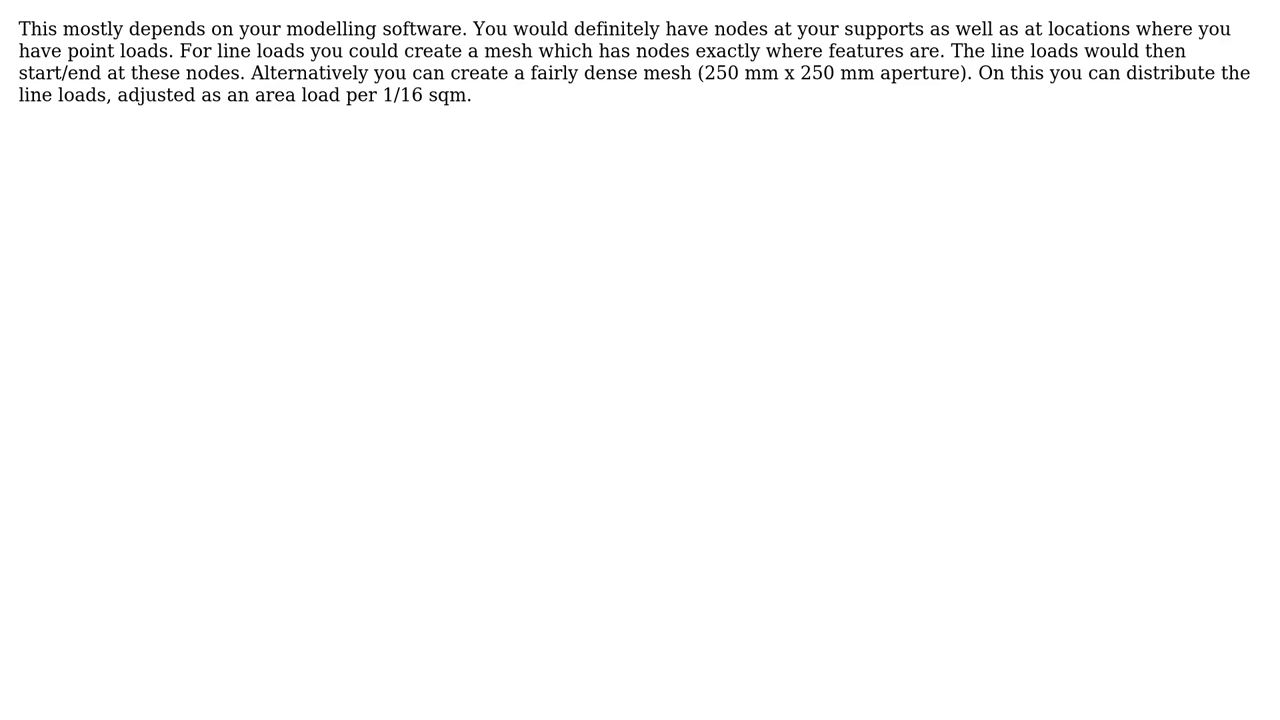 This mostly depends on your modelling software. You would definitely have nodes at your supports as well as at locations where you
have point loads. For line loads you could create a mesh which has nodes exactly where features are. The line loads would then
start/end at these nodes. Alternatively you can create a fairly dense mesh (250 mm x 250 mm aperture). On this you can distribute the
line loads, adjusted as an area load per 1/16 sqm.